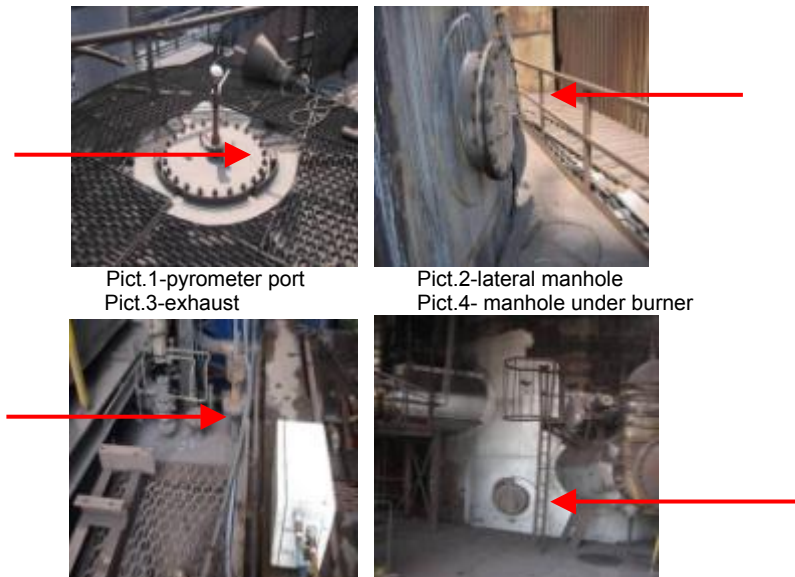 Pict.1-pyrometer port Pict.2-lateral manhole
Pict.3-exhaust Pict.4- manhole under burner